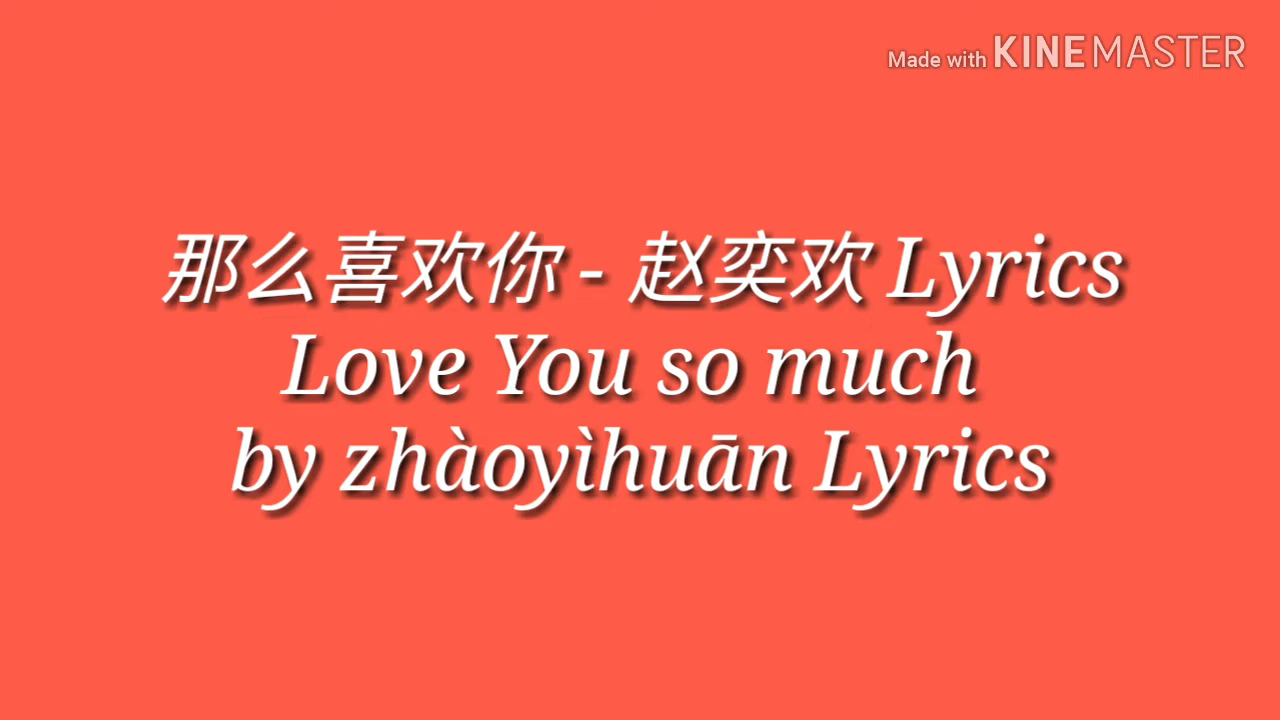 Made with KINEMASTER
那么喜欢你 - 赵奕欢 Lyrics
Love You so much
by zhàoyìhuān Lyrics